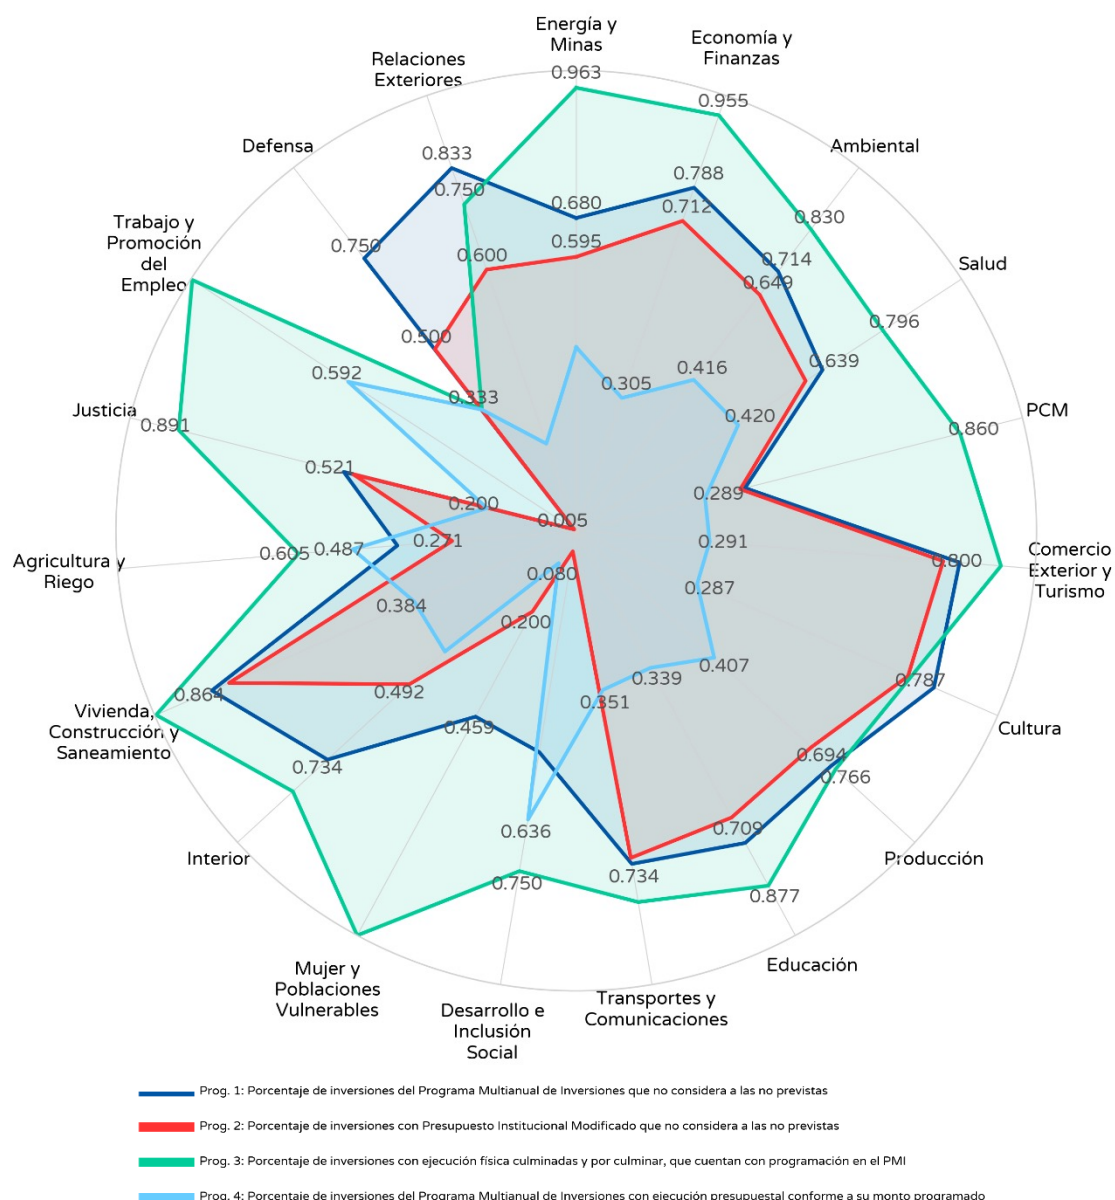 Energía y
Minas
0.963
Economía y
Finanzas
0.955
Relaciones
Exteriores
0.833
0.750
Ambiental
0.830
Defensa
0.750
0.788
0.712
0.680
0.595
0.600
0.714
0.649
Salud
0.796
0.639
Trabajo y
Promoción
del
Empleo
0.500
0.592
0.333
0.305
0.416
0.420
PCM
0.860
0.289
Justicia
0.891
0.521
0.200
0.005
0.291
Agricultura y
Riego
0.605
0.487
0.271
0.800
Comercio
Exterior y
Turismo
0.384
0.080
0.287
0.200
0.407
0.339
0.351
0.787
Cultura
0.864
Vivienda,
Construcción y
Saneamiento
0.492
0.459
0.734
0.694
0.766
Interior
Producción
0.636
0.750
0.734
0.709
0.877
Educación
Mujer y
Poblaciones
Vulnerables
Desarrollo e
Inclusión
Social
Transportes y
Comunicaciones
Prog. 1: Porcentaje de inversiones del Programa Multianual de Inversiones que no considera a las no previstas
Prog. 2: Porcentaje de inversiones con Presupuesto Institucional Modificado que no considera a las no previstas
Prog. 3: Porcentaje de inversiones con ejecución física culminadas y por culminar, que cuentan con programación en el PMI
Prog. 4: Porcentaje de inversiones del Programa Multianual de Inversiones con ejecución presupuestal conforme a su monto programado